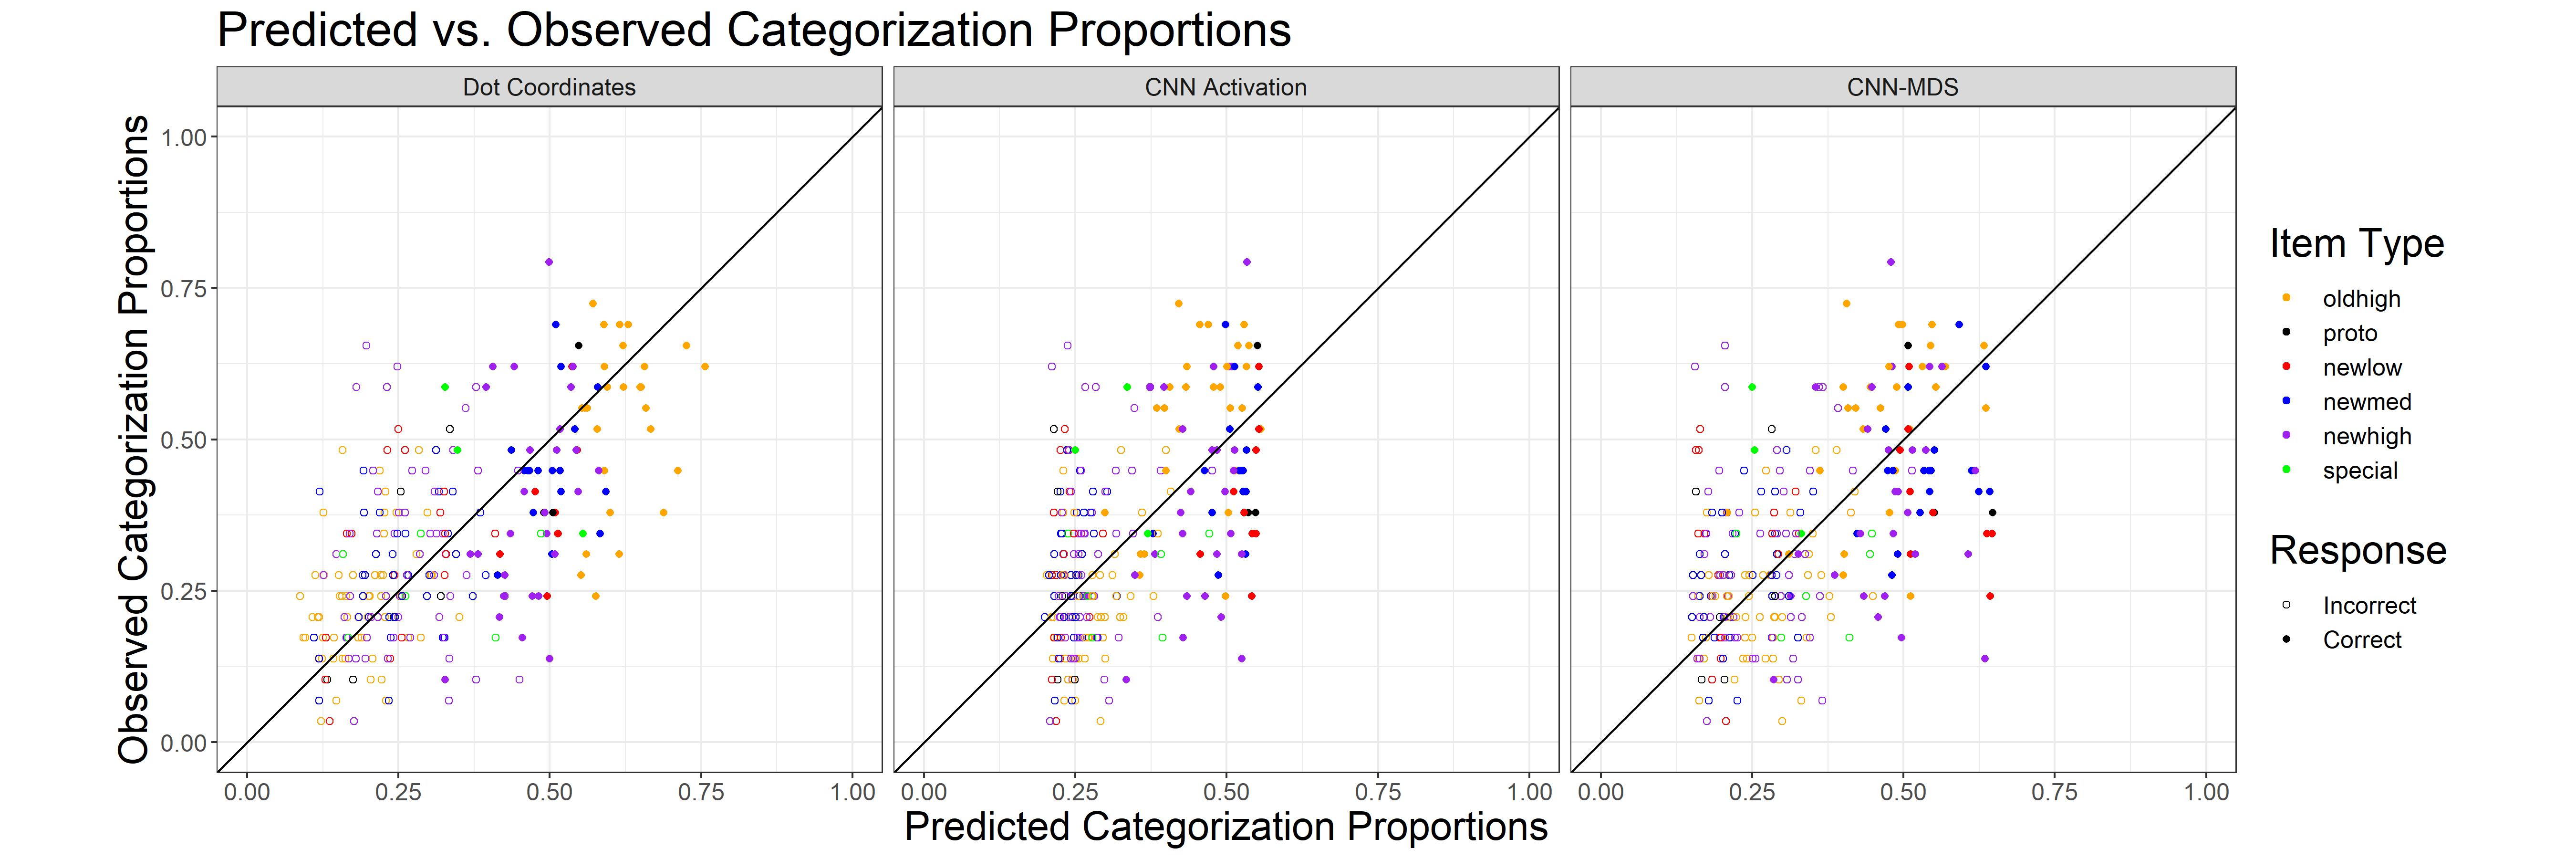 Predicted vs. Observed Categorization Proportions
Dot Coordinates
CNN Activation
CNN-MDS
Observed Categorization Proportions
1.00
0.75
0.50
0.25
0.00
0.00 0.25 0.50 0.75 1.00
0.00 0.25 0.50 0.75 1.00
0.00 0.25 0.50 0.75 1.00
Predicted Categorization Proportions
Item Type
oldhigh
proto
newlow
newmed
newhigh
special
Response
Incorrect
Correct